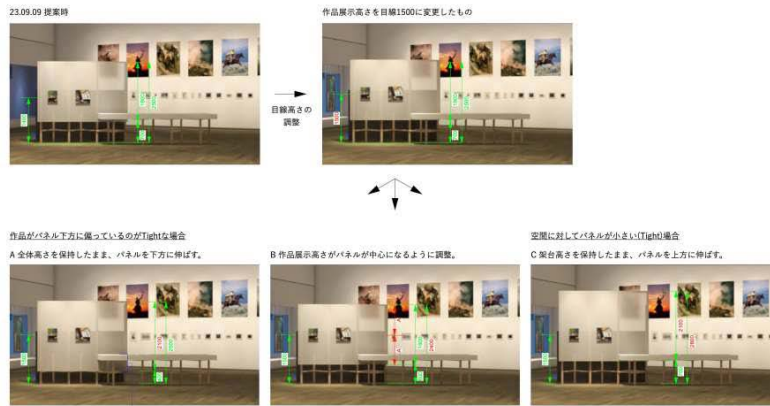 23.09.09 提案時
作品展示高さを目線1500に変更したもの
目線高さの
調整
作品がパネル下方に偏っているのがTightな場合
空間に対してパネルが小さい(Tight)場合
A 全体高さを保持したまま、パネルを下方に伸ばす。
B 作品展示高さがパネルが中心になるように調整。
C 架台高さを保持したまま、パネルを上方に伸ばす。